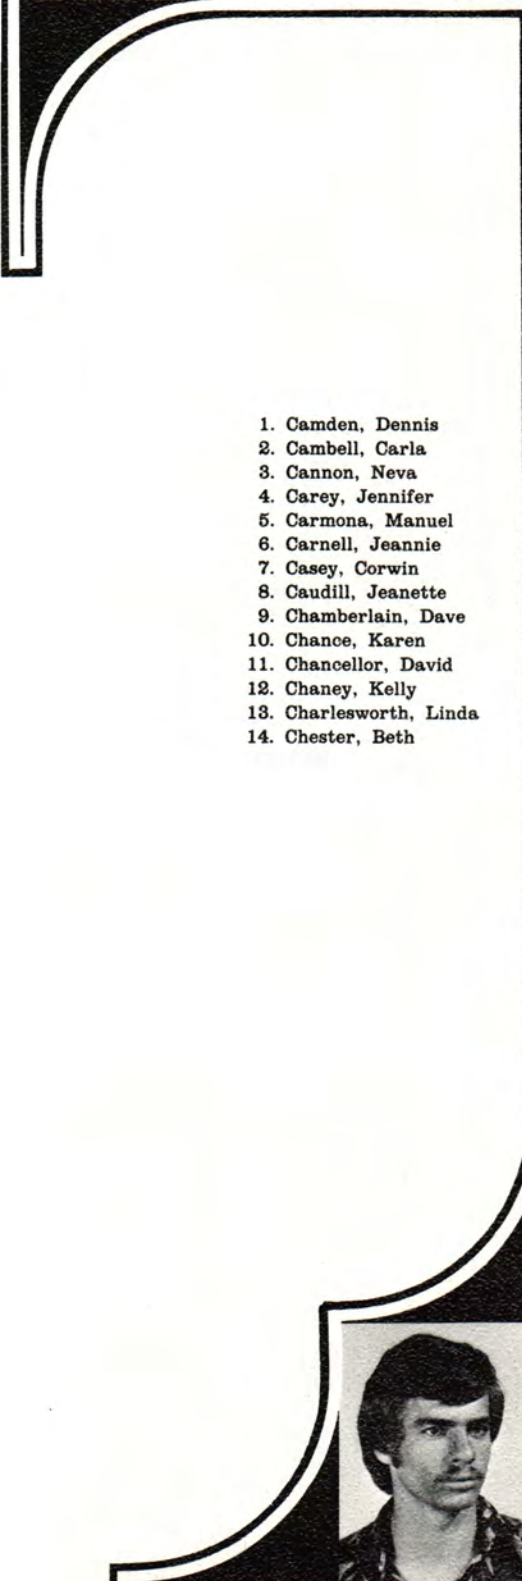 1. Camden, Dennis
2. Cambell, Carla
3. Cannon, Neva
4. Carey, Jennifer
5. Carmona, Manuel
6. Carnell, Jeannie
7. Casey, Corwin
8. Caudill, Jeanette
9. Chamberlain, Dave
10. Chance, Karen
11. Chancellor, David
12. Chaney, Kelly
13. Charlesworth, Linda
14. Chester, Beth